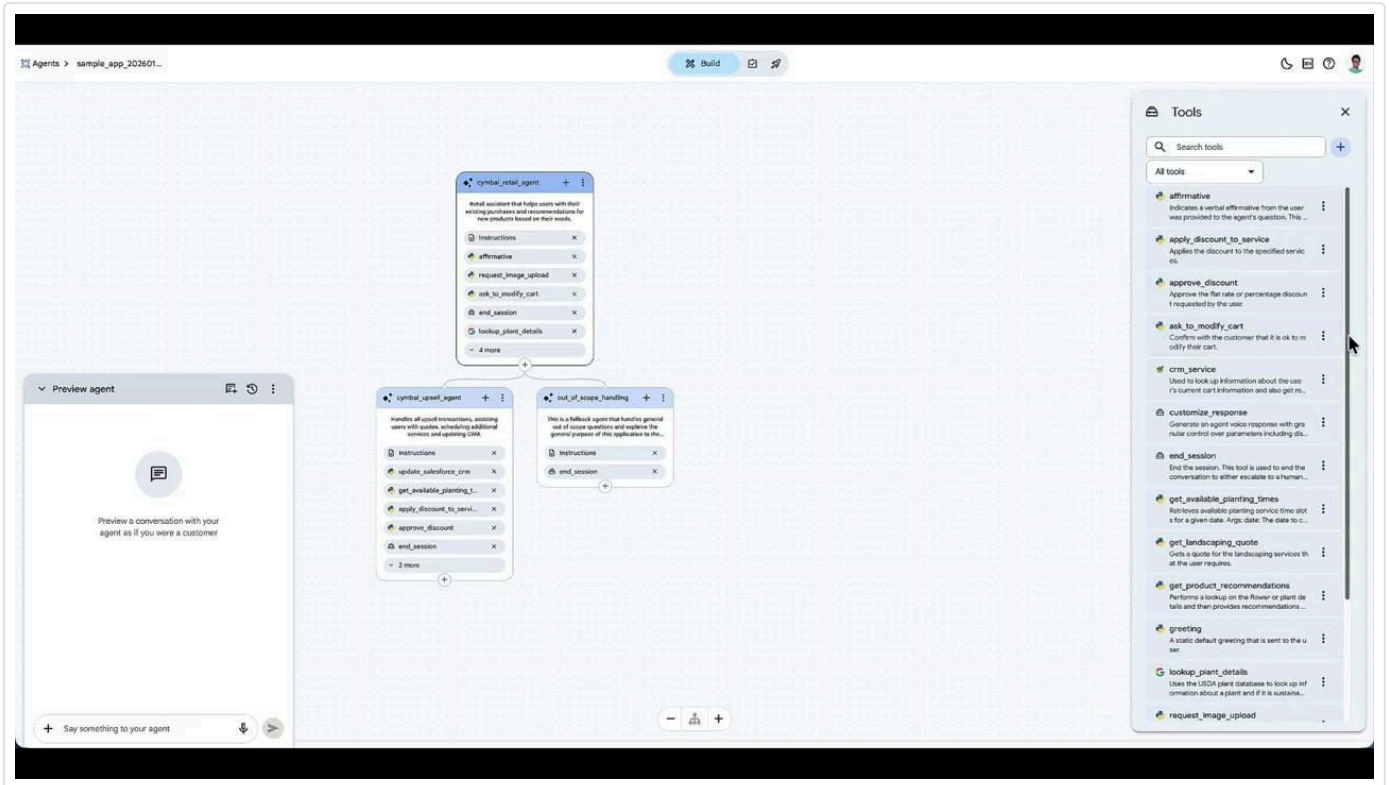 Agents > sample_app_202601...
Build
cymbal_retail_agent
Retail assistant that helps users with their
existing purchases and recommendations for
new products based on their needs.
Instructions
affirmative
request_image_upload
ask_to_modify_cart
end_session
lookup_plant_details
4 more
cymbal_upsell_agent
Handles all upsell transactions, assisting
users with quotes, scheduling additional
services and updating CRM.
Instructions
update_salesforce_crm
get_available_planting_t...
apply_discount_to_servi...
approve_discount
end_session
2 more
out_of_scope_handling
This is a fallback agent that handles general
out of scope questions and explains the
general purpose of this application to the...
Instructions
end_session
Preview agent
Preview a conversation with your
agent as if you were a customer
Say something to your agent
Tools
Search tools
All tools
affirmative
Indicates a verbal affirmative from the user
was provided to the agent's question. This ...
apply_discount_to_service
Applies the discount to the specified servic
es.
approve_discount
Approve the flat rate or percentage discoun
t requested by the user.
ask_to_modify_cart
Confirm with the customer that it is ok to m
odify their cart.
crm_service
Used to look up information about the use
r's current cart information and also get re...
customize_response
Generate an agent voice response with gra
nular control over parameters including dis...
end_session
End the session. This tool is used to end the
conversation to either escalate to a human...
get_available_planting_times
Retrieves available planting service time slot
s for a given date. Args: date: The date to c...
get_landscaping_quote
Gets a quote for the landscaping services th
at the user requires.
get_product_recommendations
Performs a lookup on the flower or plant de
tails and then provides recommendations ...
greeting
A static default greeting that is sent to the u
ser.
lookup_plant_details
Uses the USDA plant database to look up inf
ormation about a plant and if it is sustaina...
request_image_upload